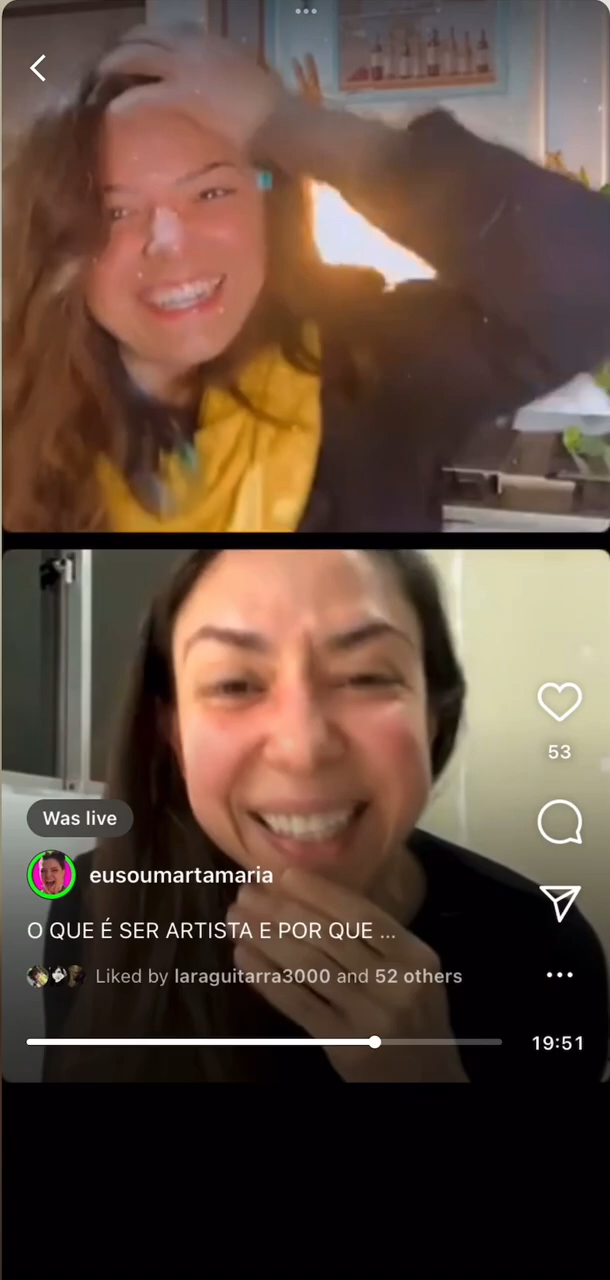 53
Was live
eusoumartamaria
O QUE É SER ARTISTA E POR QUE ...
Liked by laraguitarra3000 and 52 others
19:51